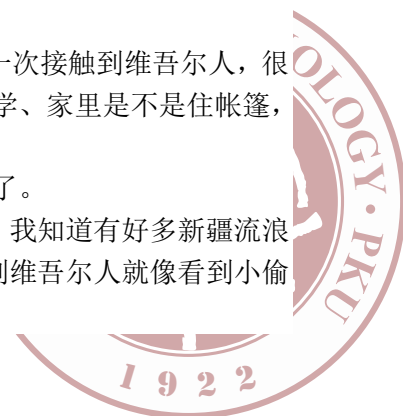 一次接触到维吾尔人，很
学、家里是不是住帐篷，
了。
我知道有好多新疆流浪
到维吾尔人就像看到小偷
OLOGY · PKU
1922